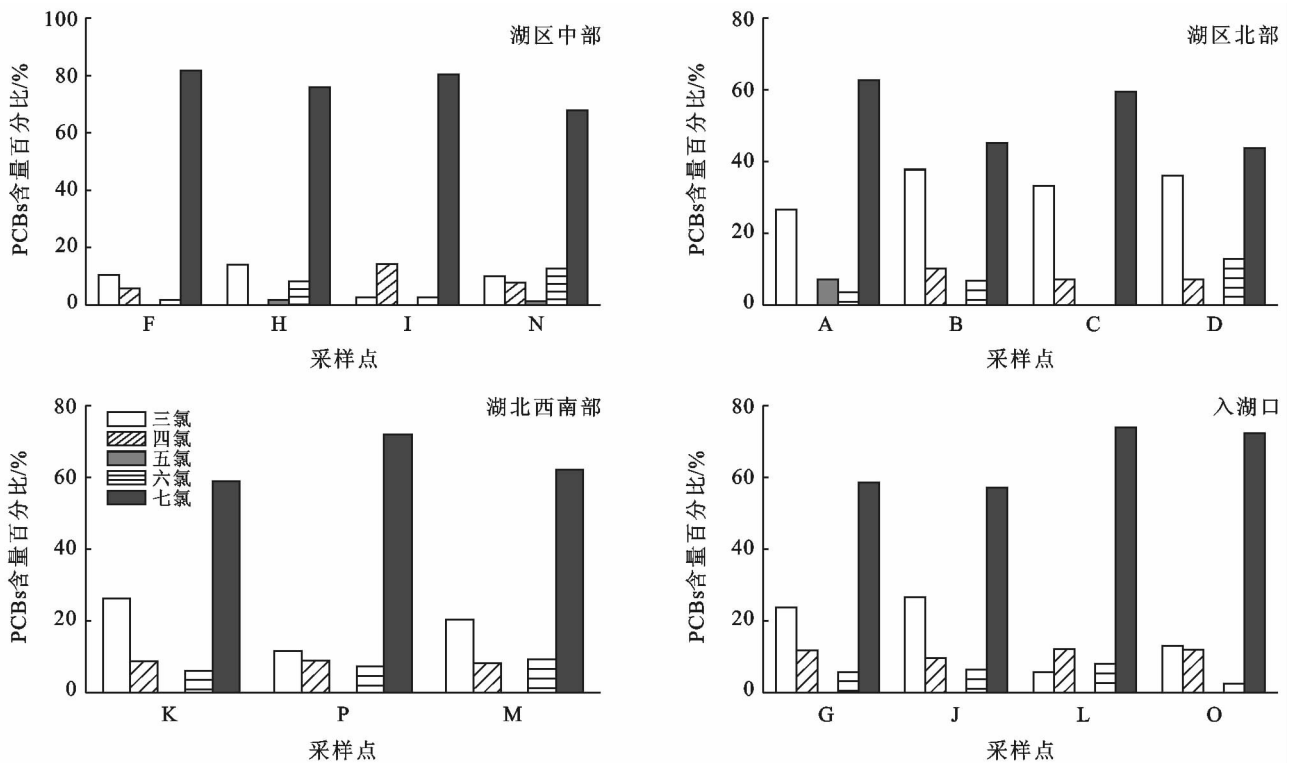 湖区中部
PCBs含量百分比/%
100
80
60
40
20
0
F H I N
采样点
湖区北部
PCBs含量百分比/%
80
60
40
20
0
A B C D
采样点
湖北西南部
PCBs含量百分比/%
80
60
40
20
0
三氯
四氯
五氯
六氯
七氯
K P M
采样点
入湖口
PCBs含量百分比/%
80
60
40
20
0
G J L O
采样点